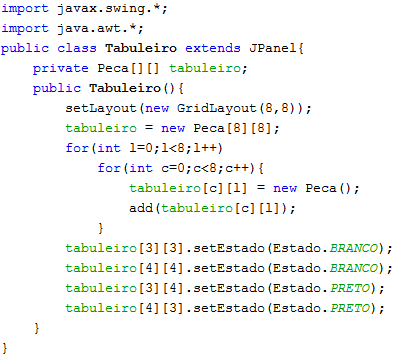 import javax.swing.*;
import java.awt.*;
public class Tabuleiro extends JPanel{
    private Peca[][] tabuleiro;
    public Tabuleiro(){
        setLayout(new GridLayout(8,8));
        tabuleiro = new Peca[8][8];
        for(int l=0;l<8;l++)
            for(int c=0;c<8;c++){
                tabuleiro[c][l] = new Peca();
                add(tabuleiro[c][l]);
            }
        tabuleiro[3][3].setEstado(Estado.BRANCO);
        tabuleiro[4][4].setEstado(Estado.BRANCO);
        tabuleiro[3][4].setEstado(Estado.PRETO);
        tabuleiro[4][3].setEstado(Estado.PRETO);
    }
}